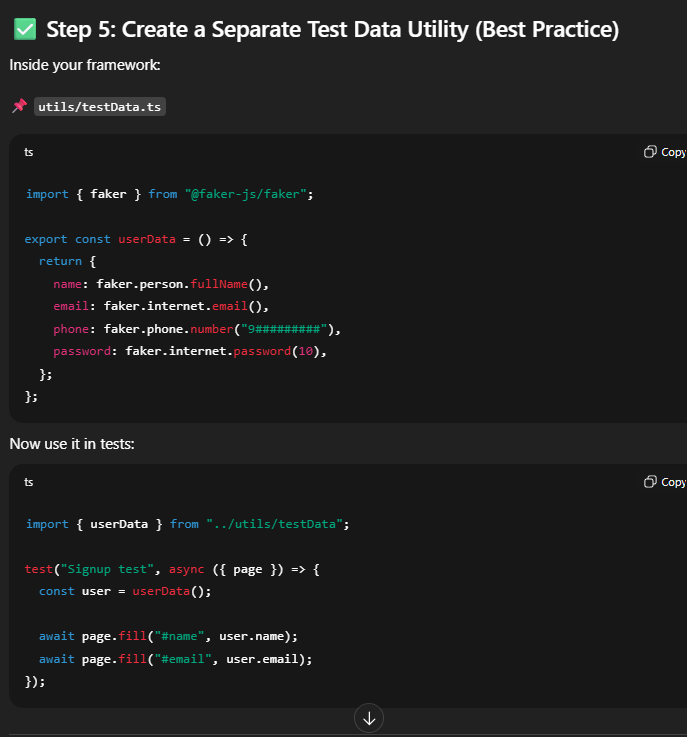 ✅ Step 5: Create a Separate Test Data Utility (Best Practice)
Inside your framework:
📌 utils/testData.ts
ts
Copy
import { faker } from "@faker-js/faker";
export const userData = () => {
  return {
    name: faker.person.fullName(),
    email: faker.internet.email(),
    phone: faker.phone.number("9#########"),
    password: faker.internet.password(10),
  };
};
Now use it in tests:
ts
Copy
import { userData } from "../utils/testData";
test("Signup test", async ({ page }) => {
  const user = userData();
  await page.fill("#name", user.name);
  await page.fill("#email", user.email);
});